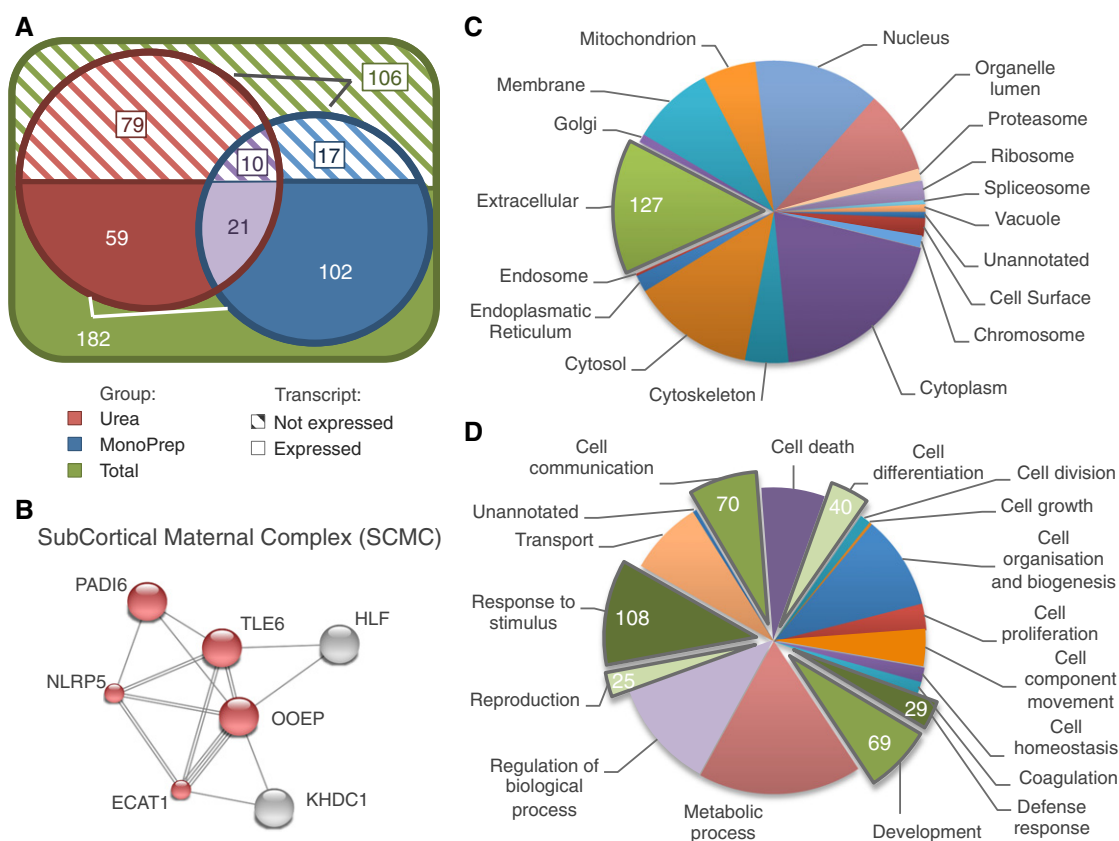 A
106
79
10
17
21
59
102
182
Group:
Urea
MonoPrep
Total
Transcript:
Not expressed
Expressed
B
SubCortical Maternal Complex (SCMC)
PADI6
TLE6
HLF
NLRP5
OOEP
ECAT1
KHDC1
C
Mitochondrion
Nucleus
Membrane
Organelle
lumen
Golgi
Proteasome
Ribosome
Extracellular
127
Spliceosome
Vacuole
Endosome
Unannotated
Endoplasmatic
Reticulum
Cell Surface
Chromosome
Cytosol
Cytoskeleton
Cytoplasm
D
Cell
communication
Cell death
Cell
differentiation
Cell division
Cell growth
70
40
Unannotated
Transport
Cell
organisation
and biogenesis
Response to
stimulus
108
Cell
proliferation
Cell
component
movement
Reproduction
25
29
69
Cell
homeostasis
Regulation of
biological
process
Coagulation
Metabolic
process
Defense
response
Development